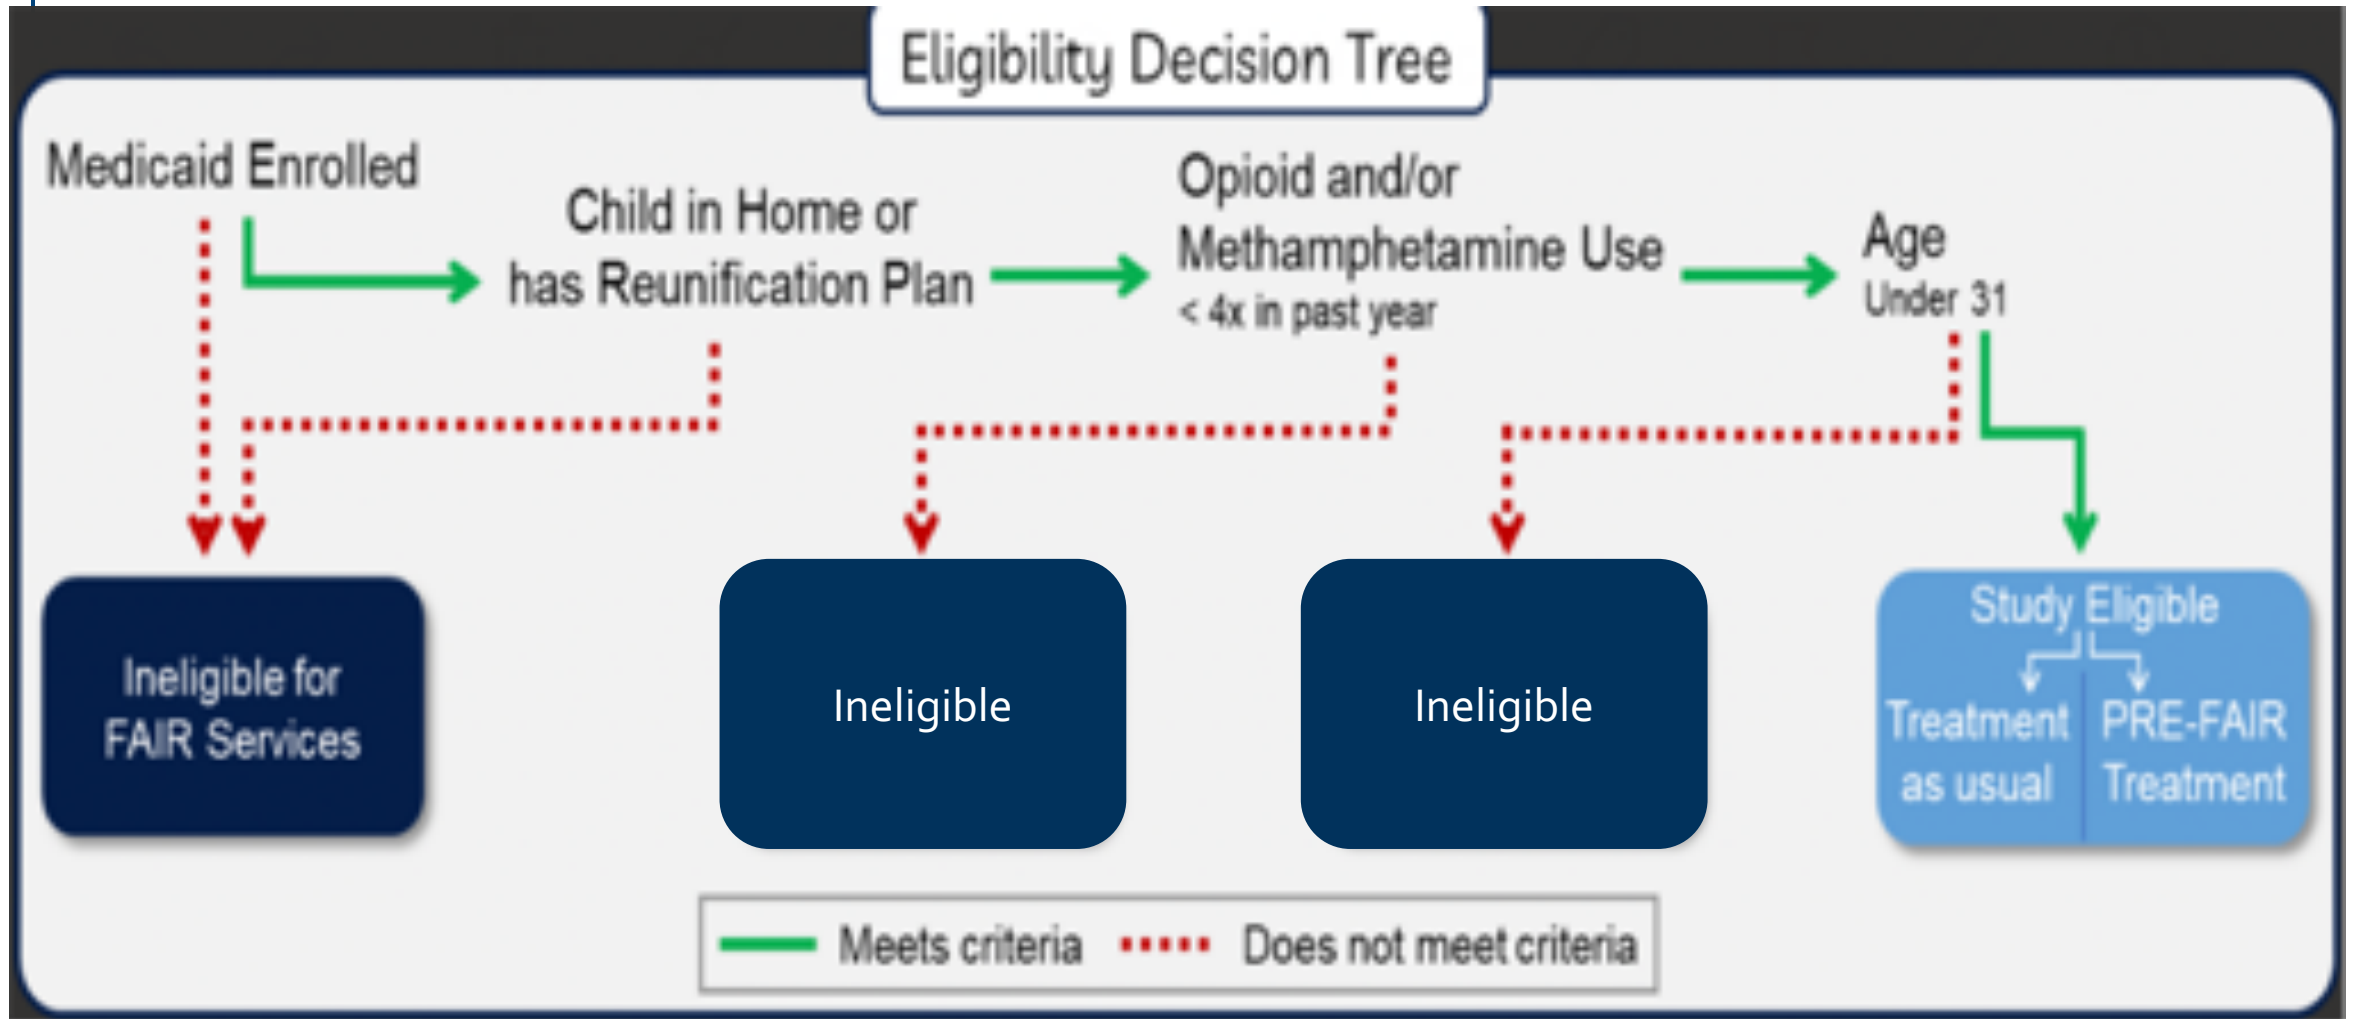 Eligibility Decision Tree
Medicaid Enrolled
Child in Home or
has Reunification Plan
Opioid and/or
Methamphetamine Use
< 4x in past year
Age
Under 31
Ineligible for
FAIR Services
Ineligible
Ineligible
Study Eligible
Treatment
as usual
PRE-FAIR
Treatment
Meets criteria
Does not meet criteria